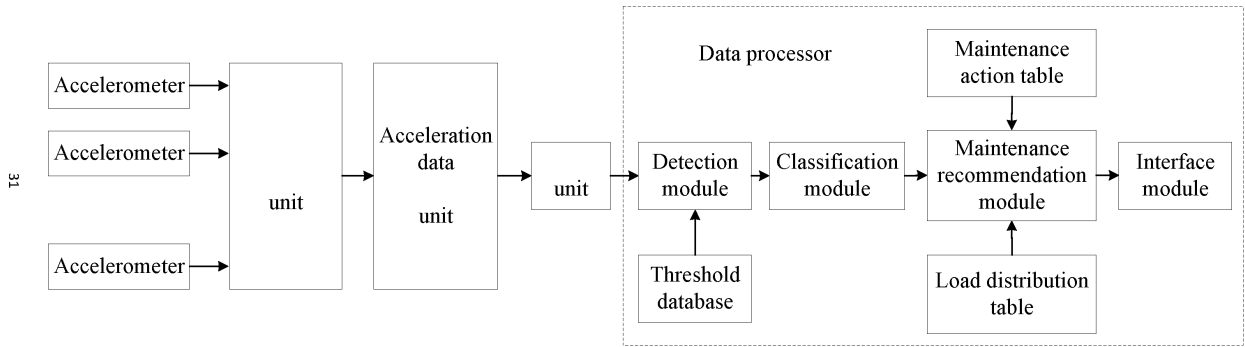 Data processor
Maintenance
action table
Accelerometer
Accelerometer
Accelerometer
unit
Acceleration
data
unit
unit
Detection
module
Classification
module
Maintenance
recommendation
module
Interface
module
Threshold
database
Load distribution
table
31